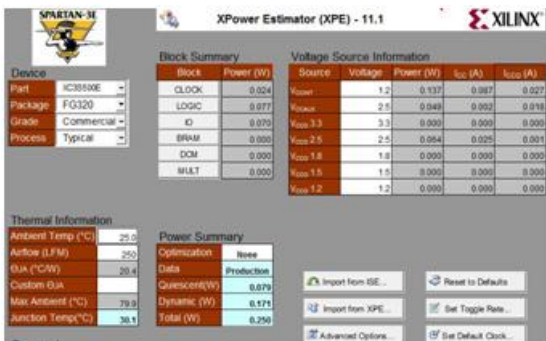 SPARTAN-3E
XPower Estimator (XPE) - 11.1
XILINX
Device
Part XC3S500E
Package FG320
Grade Commercial
Process Typical
Block Summary
Block Power (W)
CLOCK 0.024
LOGIC 0.077
IO 0.070
BRAM 0.000
DCM 0.000
MULT 0.000
Voltage Source Information
Source Voltage Power (W) ICC (A) ICCQ (A)
VCCINT 1.2 0.137 0.087 0.027
VCCAUX 2.5 0.049 0.002 0.018
VCCO 3.3 3.3 0.000 0.000 0.000
VCCO 2.5 2.5 0.064 0.025 0.001
VCCO 1.8 1.8 0.000 0.000 0.000
VCCO 1.5 1.5 0.000 0.000 0.000
VCCO 1.2 1.2 0.000 0.000 0.000
Thermal Information
Ambient Temp (°C) 25.0
Airflow (LFM) 250
ΘJA (°C/W) 20.4
Custom ΘJA
Max Ambient (°C) 79.9
Junction Temp(°C) 30.1
Power Summary
Optimization None
Data Production
Quiescent(W) 0.079
Dynamic (W) 0.171
Total (W) 0.250
Import from ISE...
Reset to Defaults
Import from XPE...
Set Toggle Rate...
Advanced Options...
Set Default Clock...